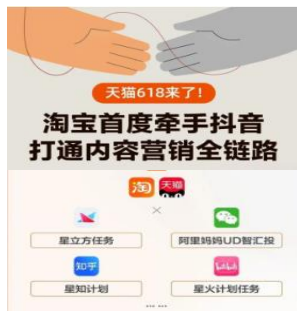 天猫618来了!
淘宝首度牵手抖音
打通内容营销全链路
淘 天猫
×
星立方任务
阿里妈妈UD智汇投
知乎
bilibili
星知计划
星火计划任务
... ...